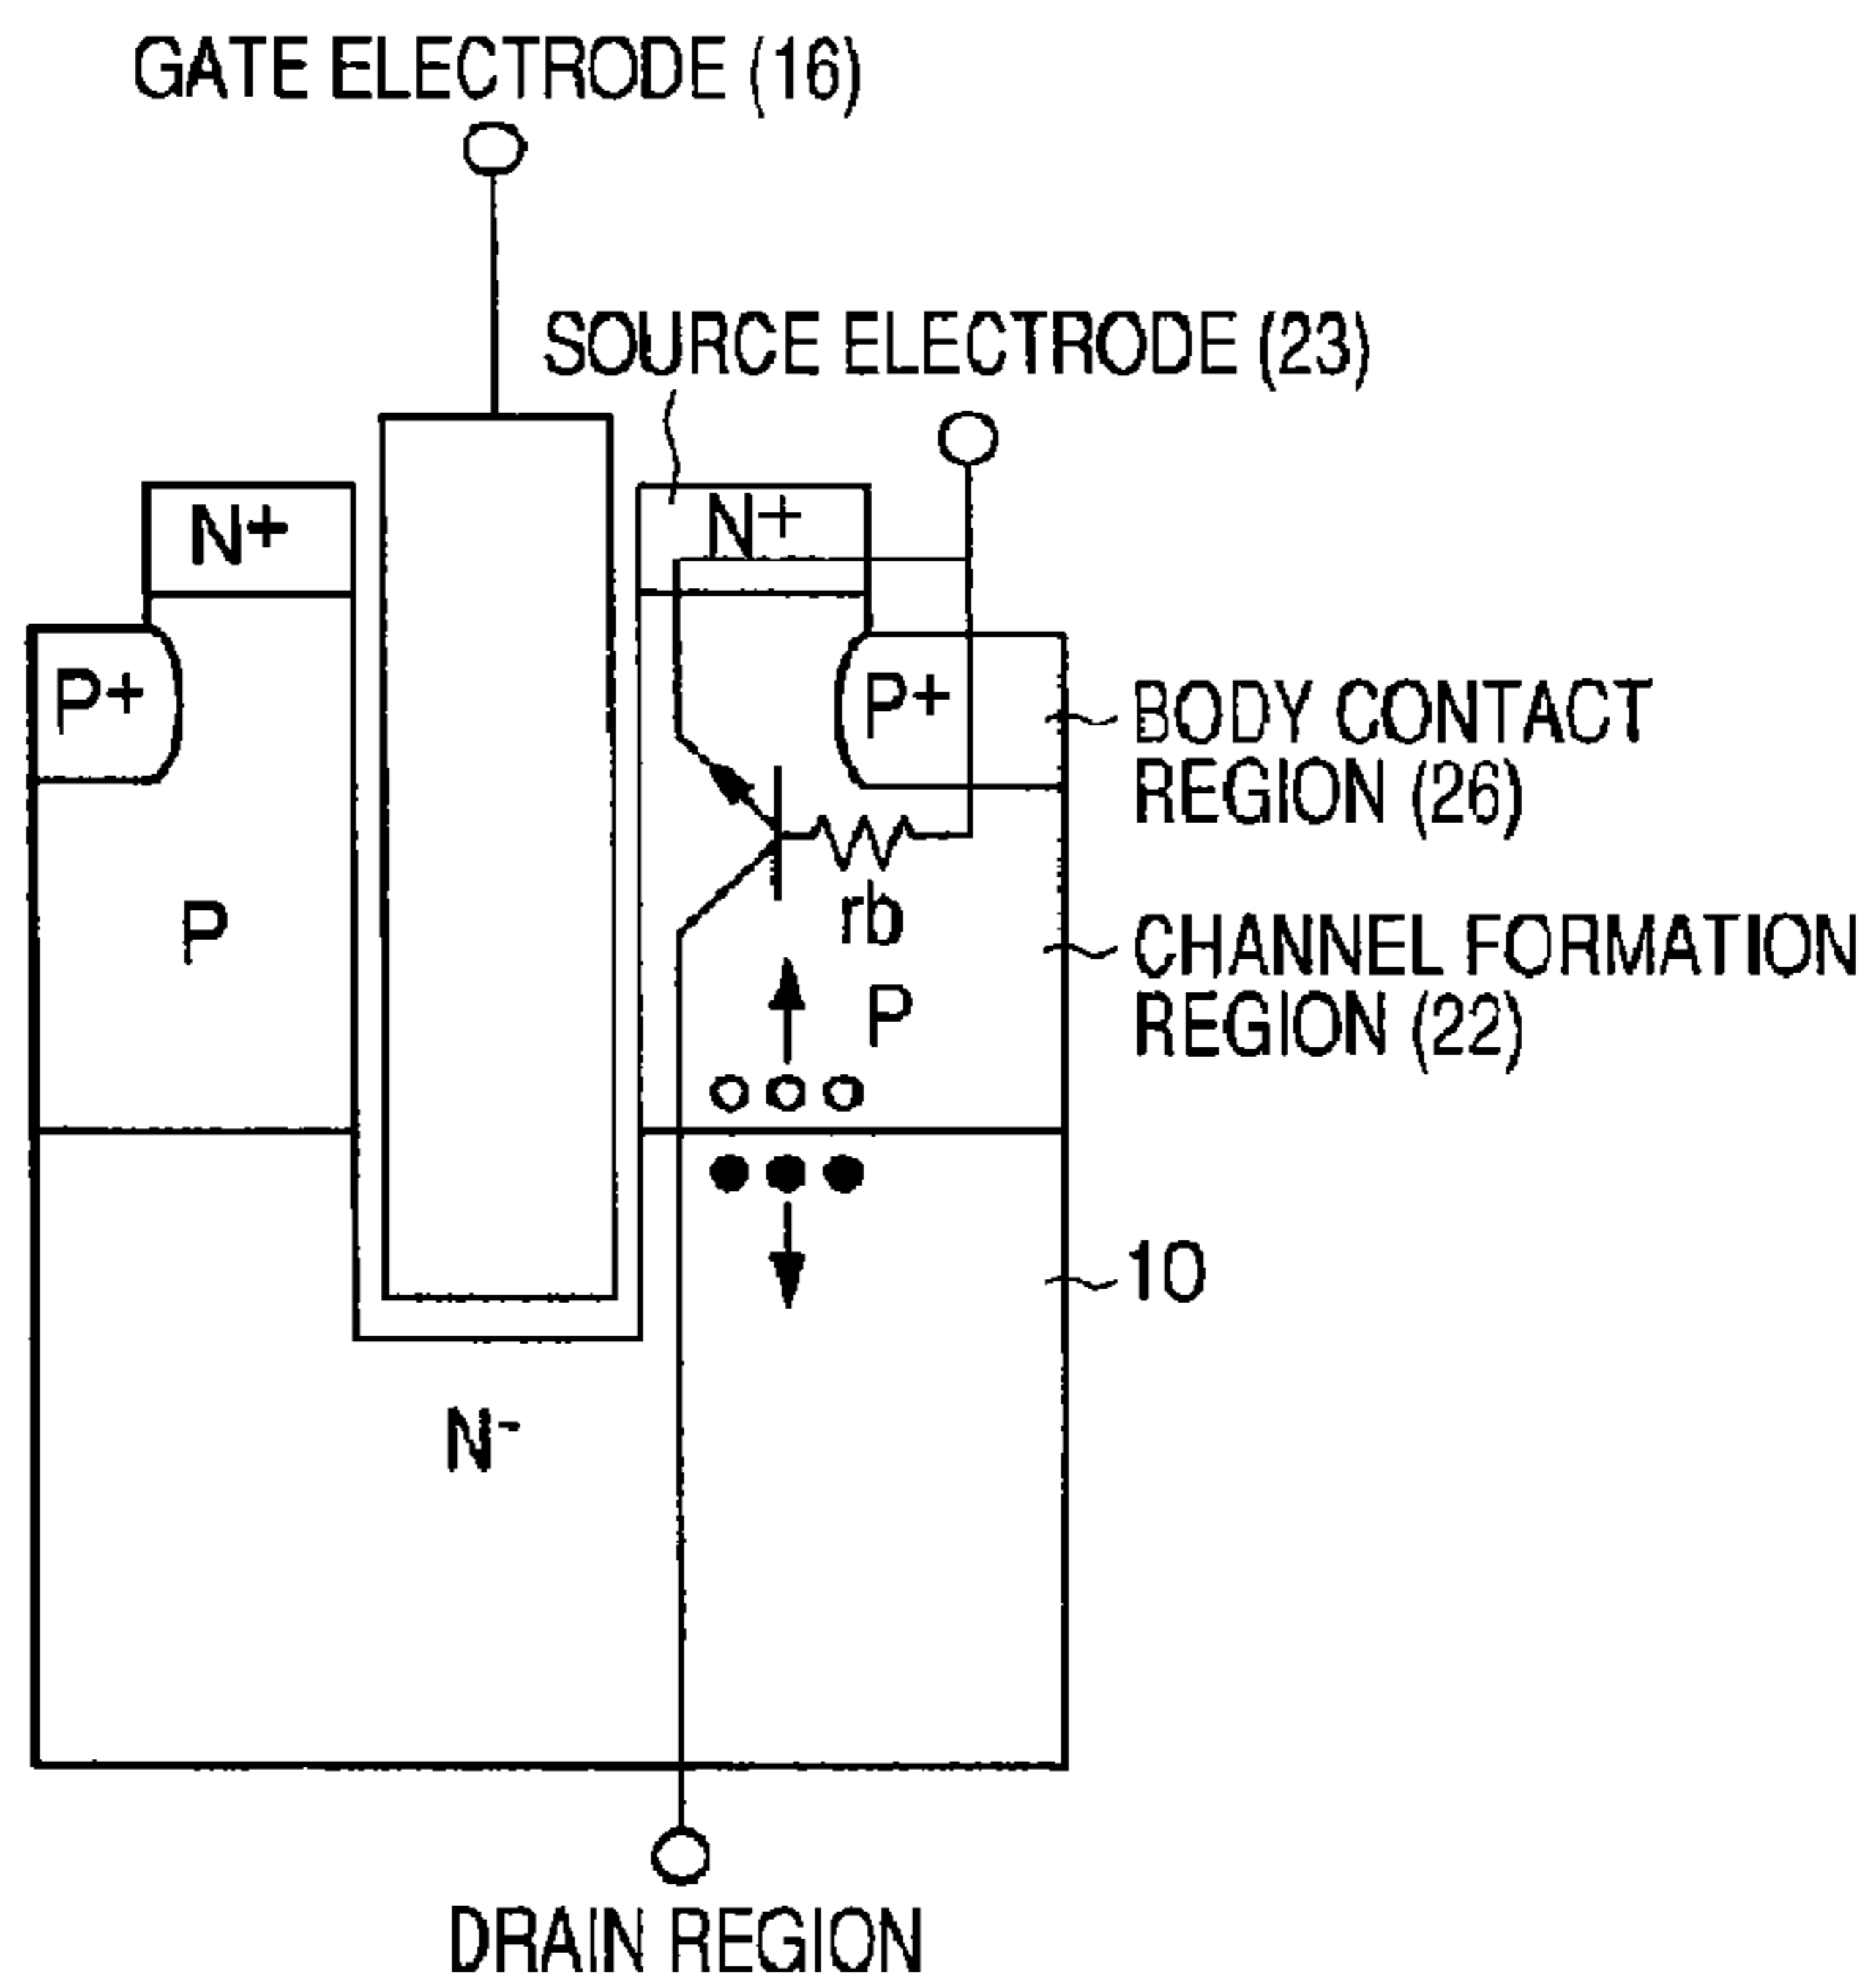 GATE ELECTRODE (16)
SOURCE ELECTRODE (23)
N+
N+
P+
P+
BODY CONTACT
REGION (26)
rb
P
CHANNEL FORMATION
REGION (22)
P
10
N-
DRAIN REGION